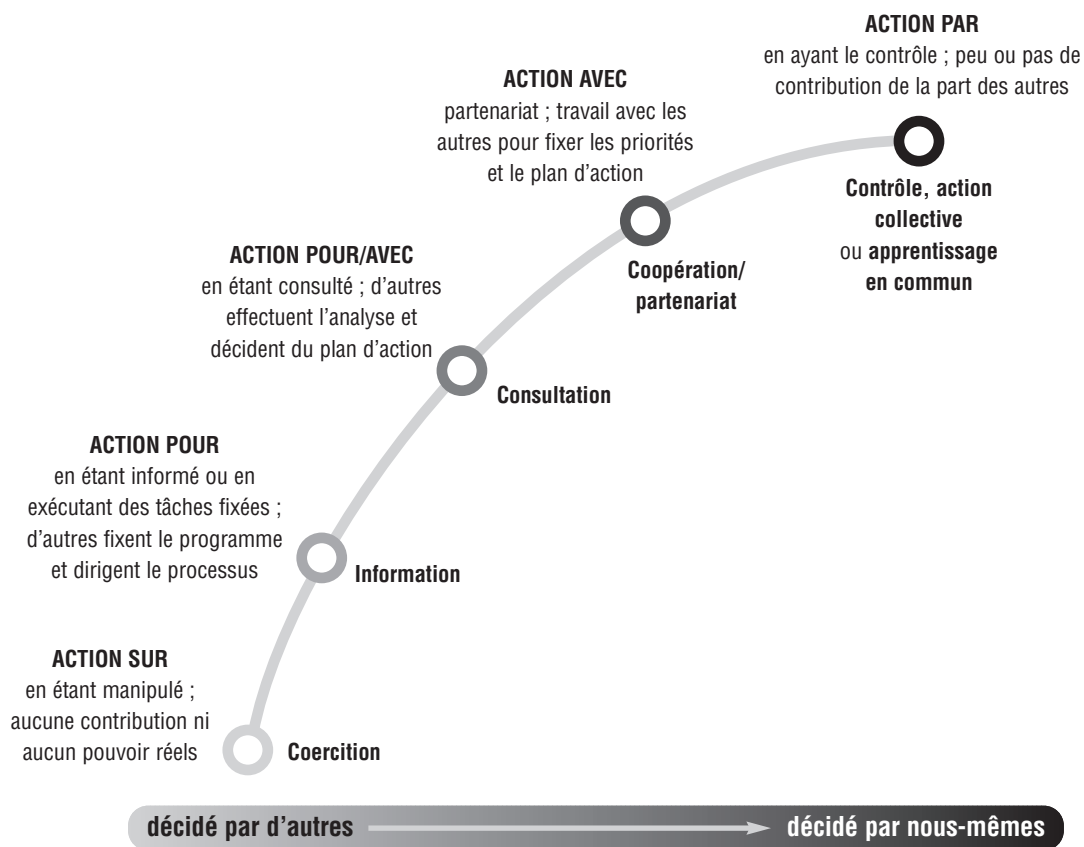 ACTION PAR
en ayant le contrôle ; peu ou pas de
contribution de la part des autres
Contrôle, action
collective
ou apprentissage
en commun
ACTION AVEC
partenariat ; travail avec les
autres pour fixer les priorités
et le plan d’action
Coopération/
partenariat
ACTION POUR/AVEC
en étant consulté ; d’autres
effectuent l’analyse et
décident du plan d’action
Consultation
ACTION POUR
en étant informé ou en
exécutant des tâches fixées ;
d’autres fixent le programme
et dirigent le processus
Information
ACTION SUR
en étant manipulé ;
aucune contribution ni
aucun pouvoir réels
Coercition
décidé par d’autres
décidé par nous-mêmes